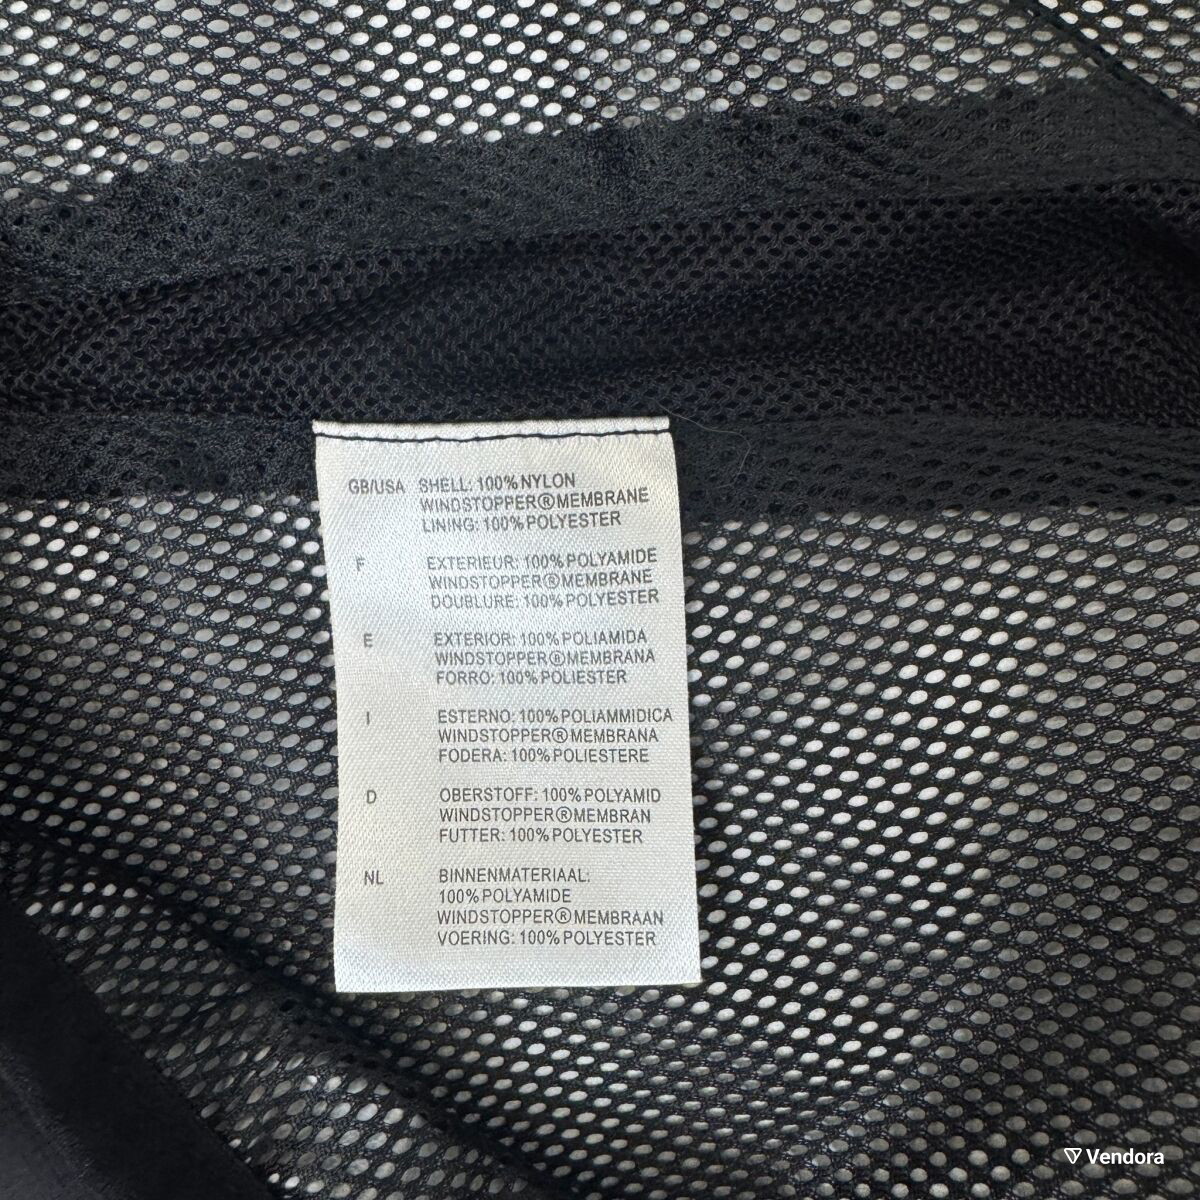 GB/USA SHELL: 100% NYLON
WINDSTOPPER® MEMBRANE
LINING: 100% POLYESTER
F EXTERIEUR: 100% POLYAMIDE
WINDSTOPPER® MEMBRANE
DOUBLURE: 100% POLYESTER
E EXTERIOR: 100% POLIAMIDA
WINDSTOPPER® MEMBRANA
FORRO: 100% POLIESTER
I ESTERNO: 100% POLIAMMIDICA
WINDSTOPPER® MEMBRANA
FODERA: 100% POLIESTERE
D OBERSTOFF: 100% POLYAMID
WINDSTOPPER® MEMBRAN
FUTTER: 100% POLYESTER
NL BINNENMATERIAAL:
100% POLYAMIDE
WINDSTOPPER® MEMBRAAN
VOERING: 100% POLYESTER
Vendora